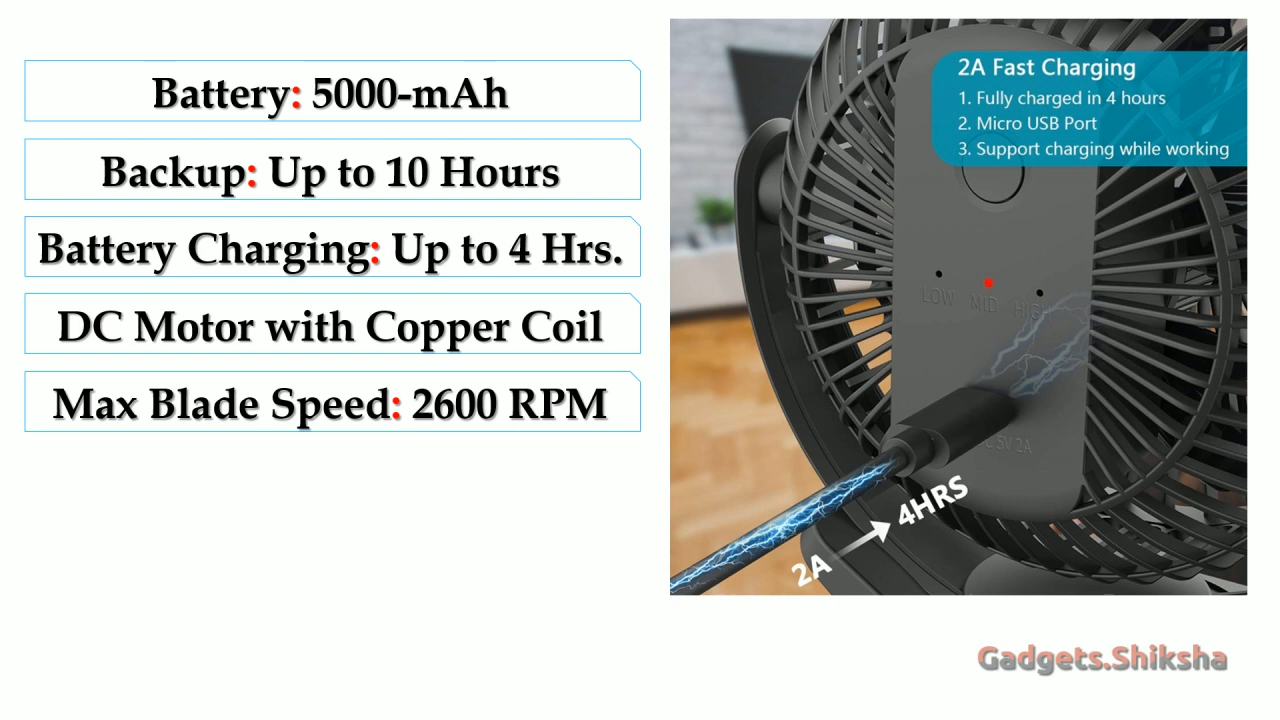 Battery: 5000-mAh
Backup: Up to 10 Hours
Battery Charging: Up to 4 Hrs.
DC Motor with Copper Coil
Max Blade Speed: 2600 RPM
2A Fast Charging
1. Fully charged in 4 hours
2. Micro USB Port
3. Support charging while working
LOW MID HIGH
5V 2A
2A
4HRS
Gadgets.Shiksha